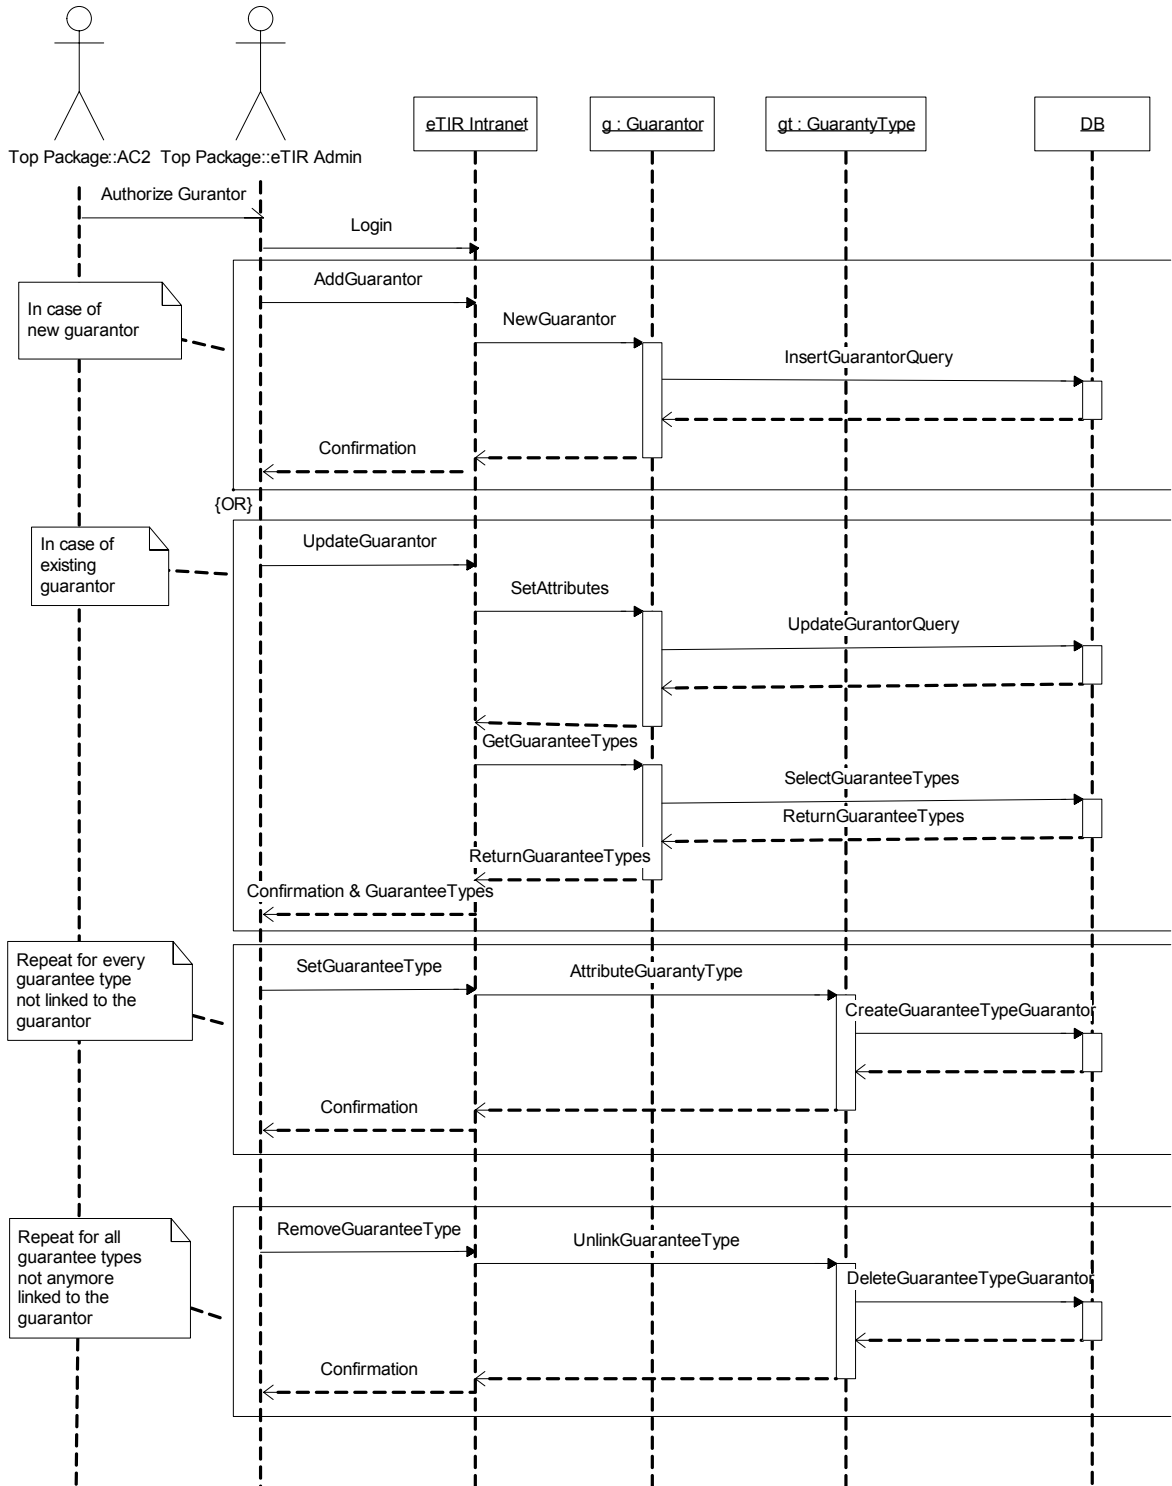 eTIR Intranet
g : Guarantor
gt : GuarantyType
DB
Top Package::AC2
Top Package::eTIR Admin
Authorize Gurantor
Login
AddGuarantor
In case of
new guarantor
NewGuarantor
InsertGuarantorQuery
Confirmation
{OR}
In case of
existing
guarantor
UpdateGuarantor
SetAttributes
UpdateGurantorQuery
GetGuaranteeTypes
SelectGuaranteeTypes
ReturnGuaranteeTypes
ReturnGuaranteeTypes
Confirmation & GuaranteeTypes
Repeat for every
guarantee type
not linked to the
guarantor
SetGuaranteeType
AttributeGuarantyType
CreateGuaranteeTypeGuarantor
Confirmation
Repeat for all
guarantee types
not anymore
linked to the
guarantor
RemoveGuaranteeType
UnlinkGuaranteeType
DeleteGuaranteeTypeGuarantor
Confirmation